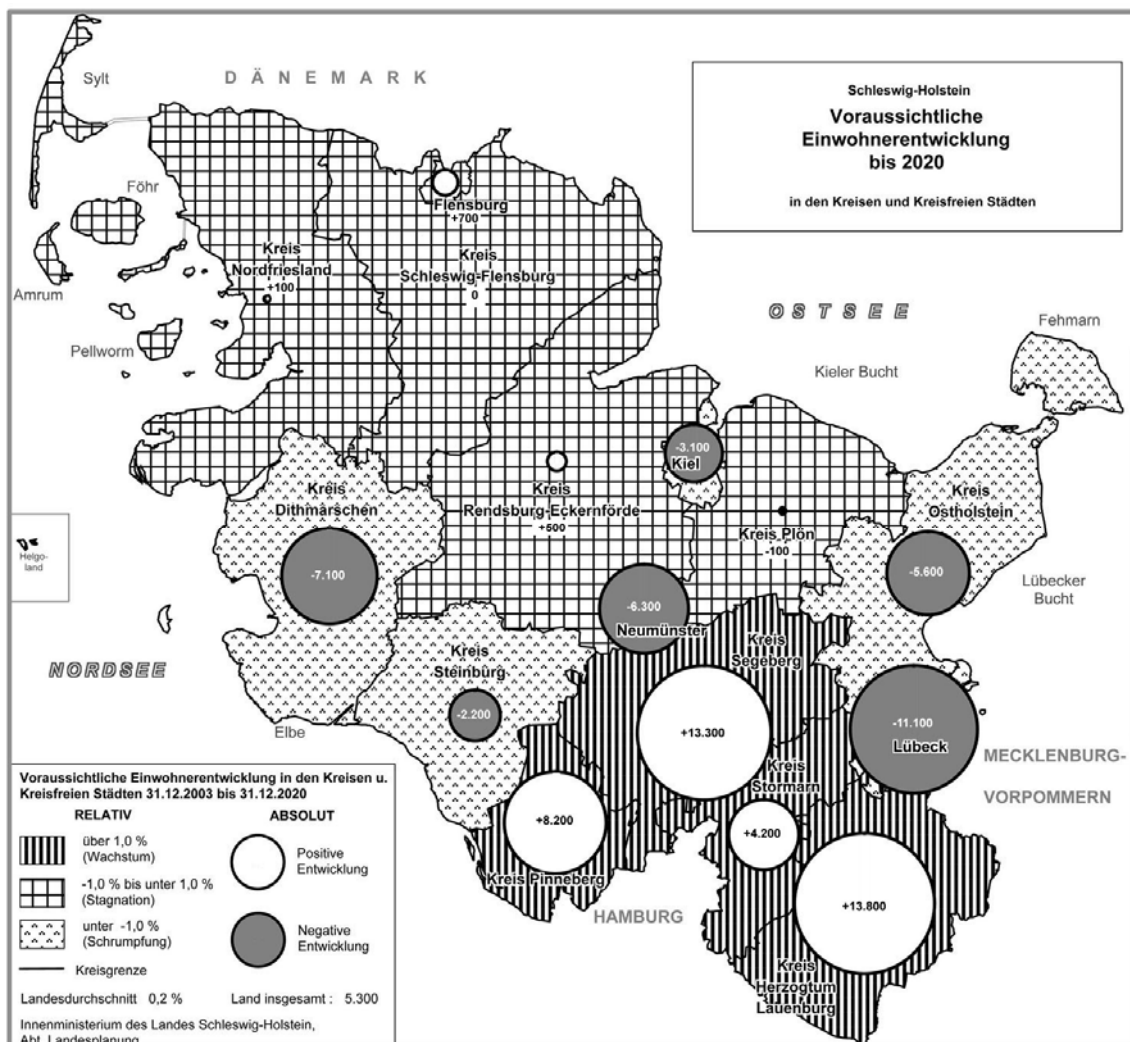 Sylt
DÄNEMARK
Schleswig-Holstein
Voraussichtliche
Einwohnerentwicklung
bis 2020
in den Kreisen und Kreisfreien Städten
Föhr
Flensburg
+700
Kreis
Nordfriesland
+100
Kreis
Schleswig-Flensburg
0
Amrum
OSTSEE
Fehmarn
Pellworm
Kieler Bucht
-3.100
Kiel
Kreis
Dithmarschen
Kreis
Rendsburg-Eckernförde
+500
Kreis
Ostholstein
Kreis Plön
-100
Helgo-
land
-7.100
-5.600
Lübecker
Bucht
-6.300
Neumünster
NORDSEE
Kreis
Steinburg
Kreis
Segeberg
-2.200
+13.300
-11.100
Lübeck
Elbe
MECKLENBURG-
VORPOMMERN
Kreis
Stormarn
+8.200
+4.200
Kreis Pinneberg
HAMBURG
+13.800
Kreis
Herzogtum
Lauenburg
Voraussichtliche Einwohnerentwicklung in den Kreisen u.
Kreisfreien Städten 31.12.2003 bis 31.12.2020
RELATIV
über 1,0 %
(Wachstum)
-1,0 % bis unter 1,0 %
(Stagnation)
unter -1,0 %
(Schrumpfung)
Kreisgrenze
ABSOLUT
Positive
Entwicklung
Negative
Entwicklung
Landesdurchschnitt 0,2 % Land insgesamt : 5.300
Innenministerium des Landes Schleswig-Holstein,
Abt. Landesplanung